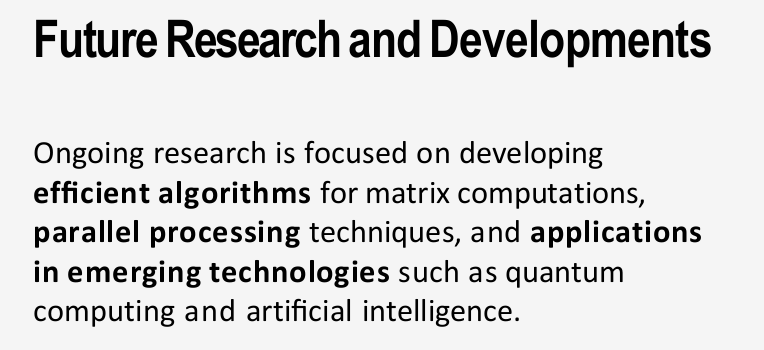 Future Research and Developments
Ongoing research is focused on developing
efficient algorithms for matrix computations,
parallel processing techniques, and applications
in emerging technologies such as quantum
computing and artificial intelligence.